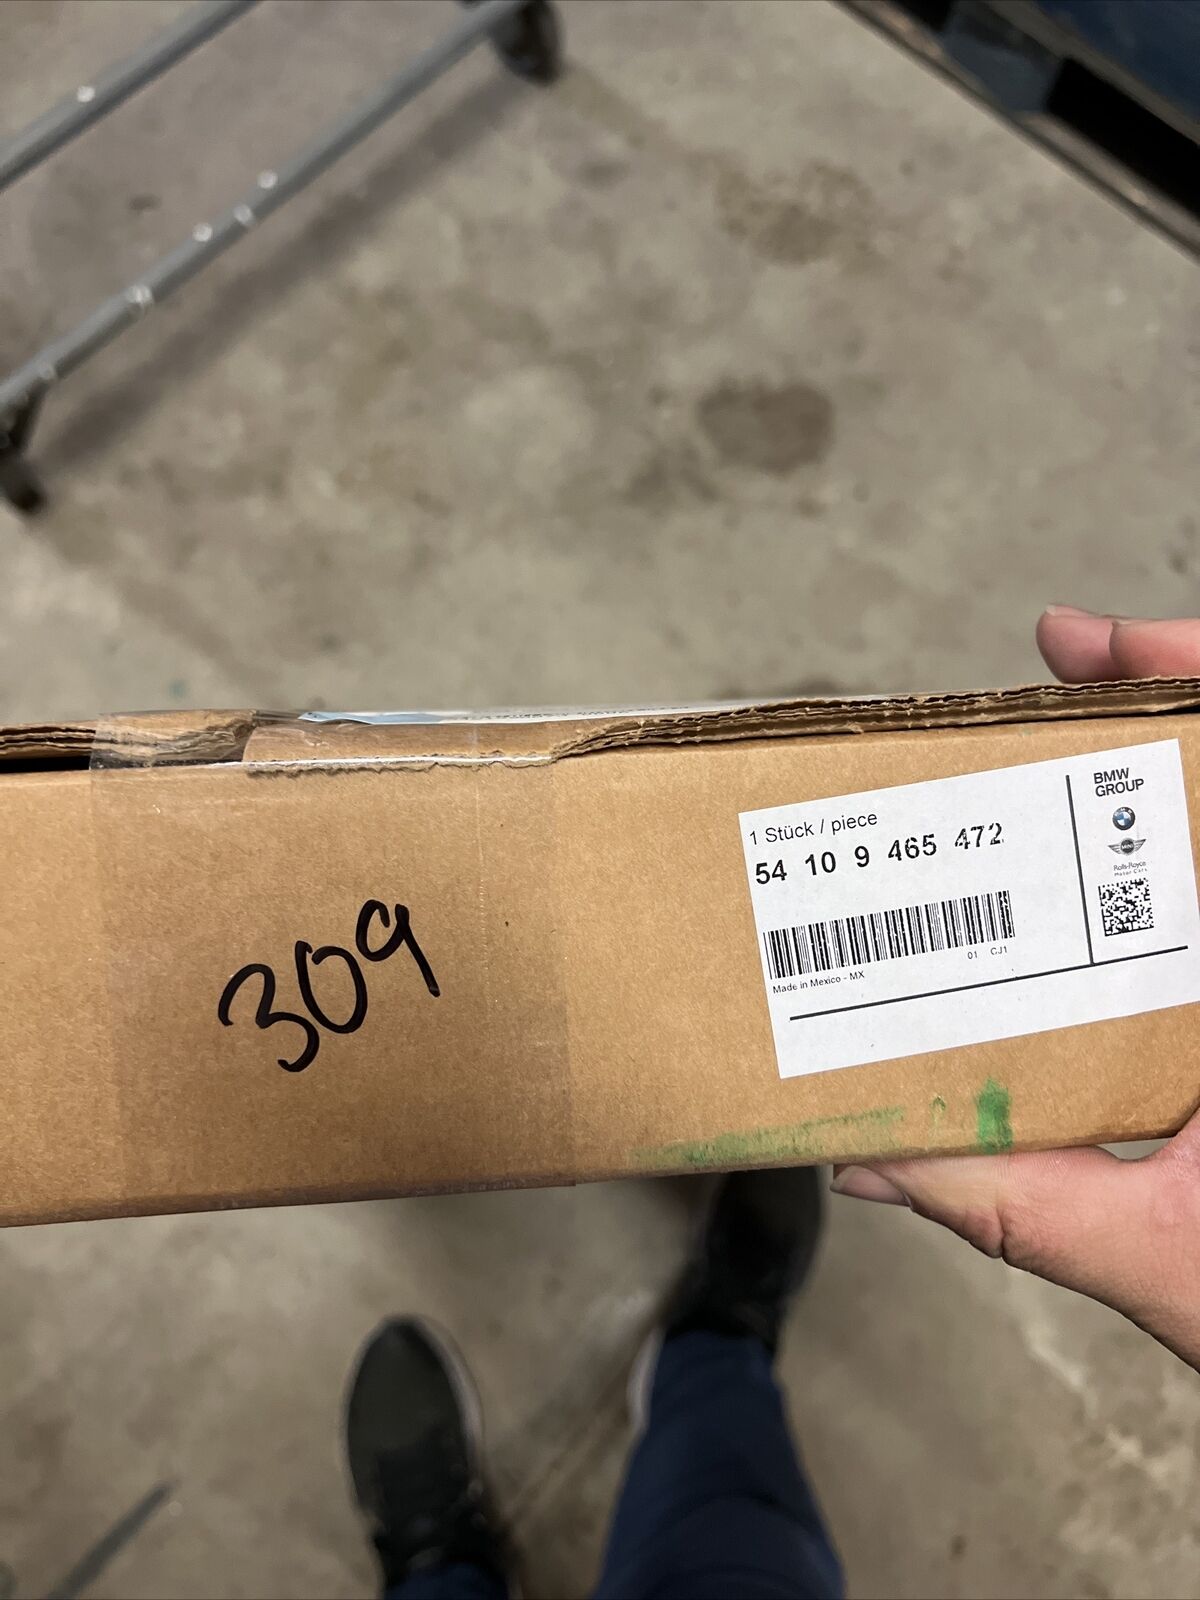 309
1 Stück / piece
54 10 9 465 472
01 CJ1
Made in Mexico - MX
BMW
GROUP
MINI
Rolls-Royce
Motor Cars